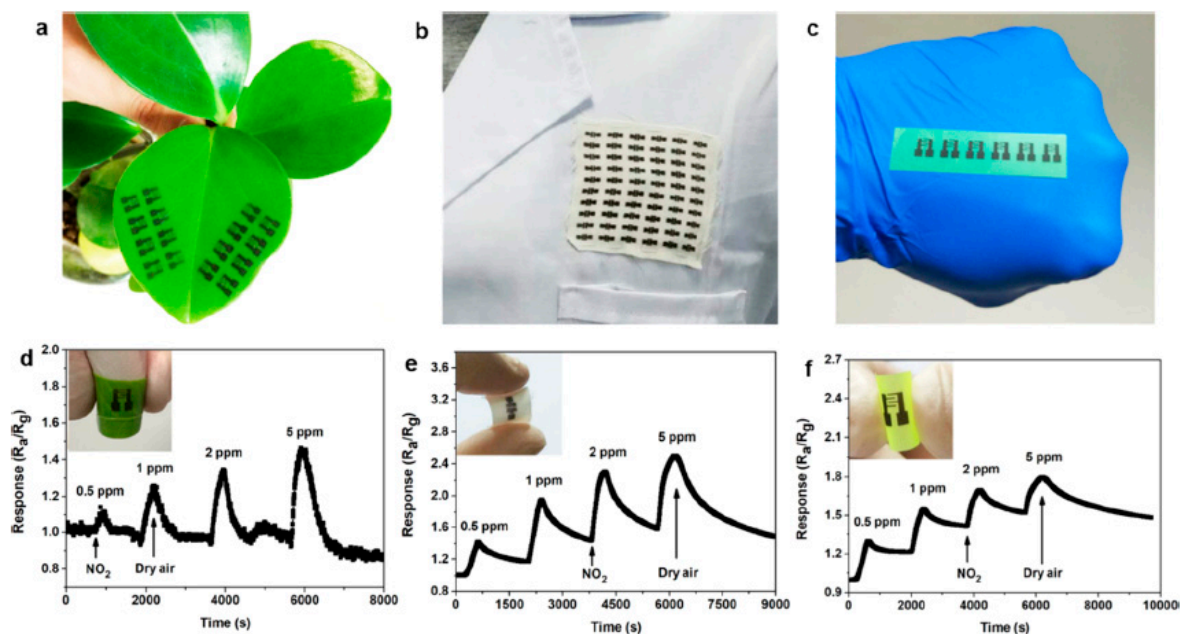 a
b
c
d
2.0
1.8
1.6
1.4
1.2
1.0
0.8
Response (Ra/Rg)
0.5 ppm
1 ppm
2 ppm
5 ppm
NO2
Dry air
0 2000 4000 6000 8000
Time (s)
e
3.6
3.2
2.8
2.4
2.0
1.6
1.2
0.8
Response (Ra/Rg)
0.5 ppm
1 ppm
2 ppm
5 ppm
NO2
Dry air
0 1500 3000 4500 6000 7500 9000
Time (s)
f
2.7
2.4
2.1
1.8
1.5
1.2
0.9
Response (Ra/Rg)
0.5 ppm
1 ppm
2 ppm
5 ppm
NO2
Dry air
0 2000 4000 6000 8000 10000
Time (s)